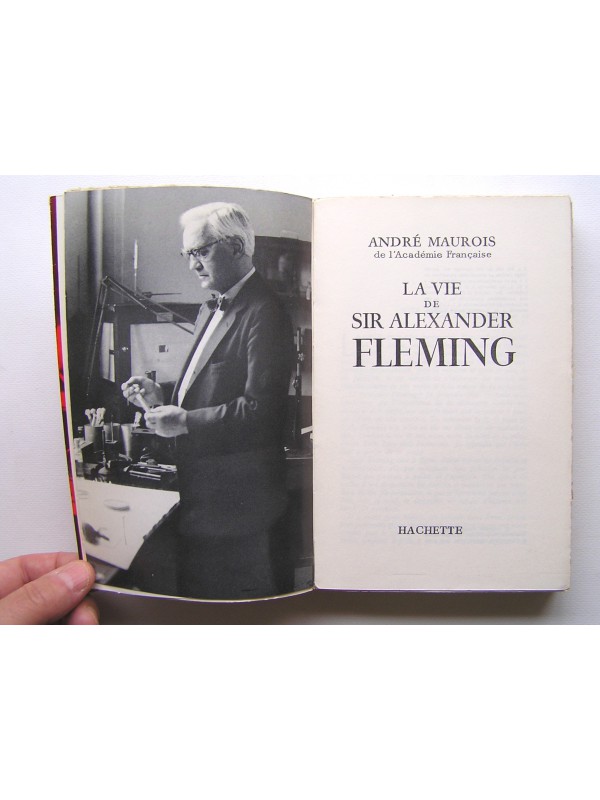 ANDRÉ MAUROIS
de l'Académie Française
LA VIE
DE
SIR ALEXANDER
FLEMING
HACHETTE